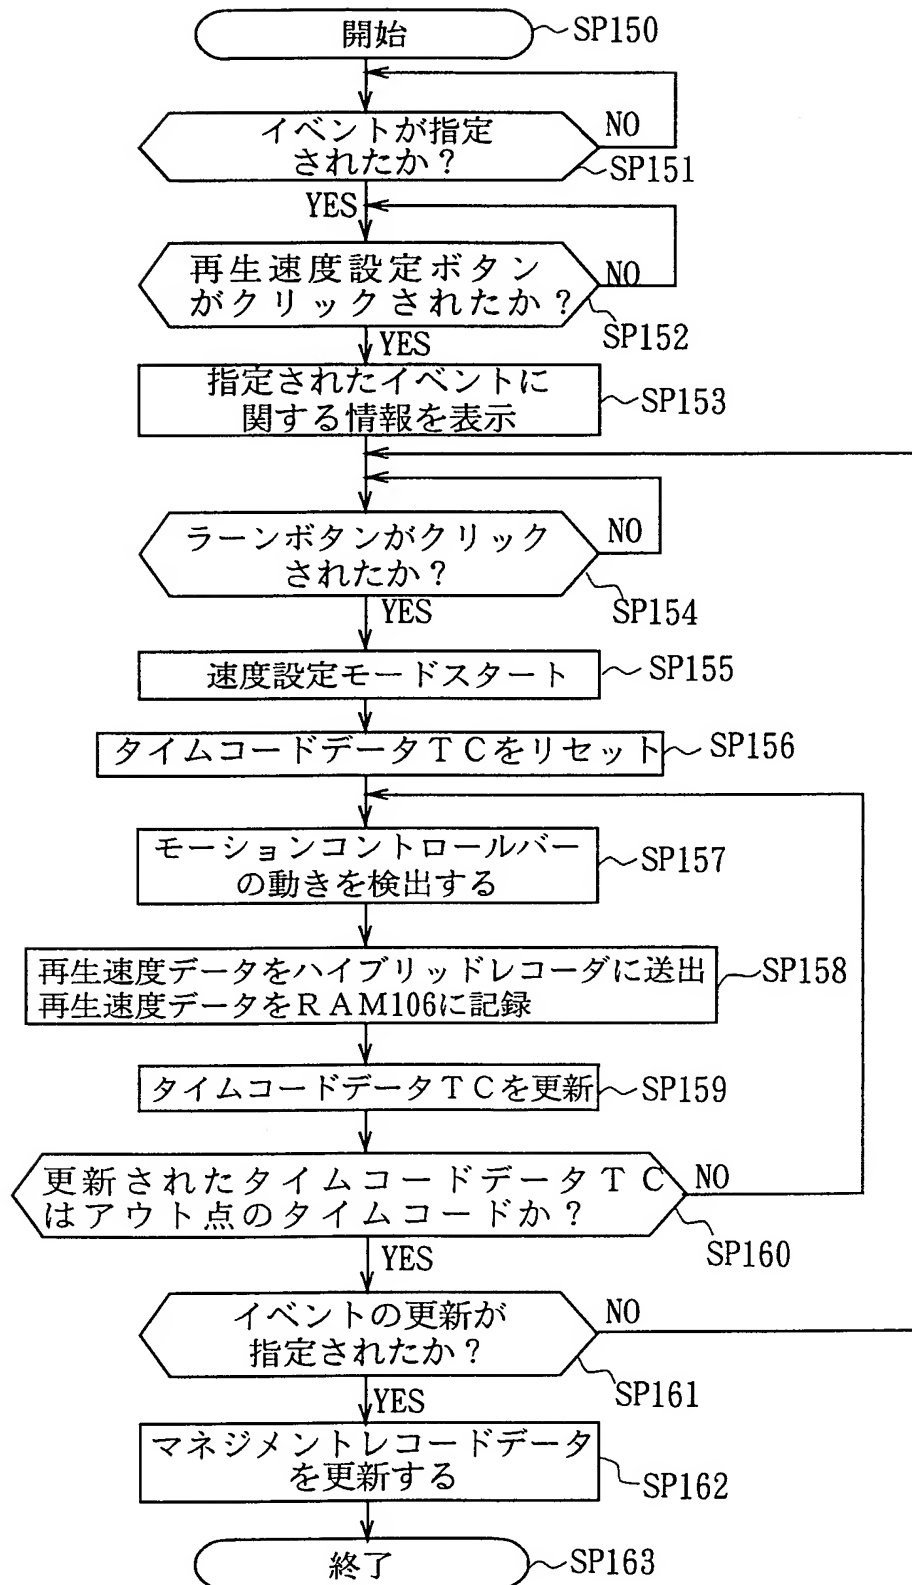 開始
SP150
イベントが指定
されたか?
NO
SP151
YES
再生速度設定ボタン
がクリックされたか?
NO
SP152
YES
指定されたイベントに
関する情報を表示
SP153
ラーンボタンがクリック
されたか?
NO
SP154
YES
速度設定モードスタート
SP155
タイムコードデータTCをリセット
SP156
モーションコントロールバー
の動きを検出する
SP157
再生速度データをハイブリッドレコーダに送出
再生速度データをRAM106に記録
SP158
タイムコードデータTCを更新
SP159
更新されたタイムコードデータTC
はアウト点のタイムコードか?
NO
SP160
YES
イベントの更新が
指定されたか?
NO
SP161
YES
マネジメントレコードデータ
を更新する
SP162
終了
SP163